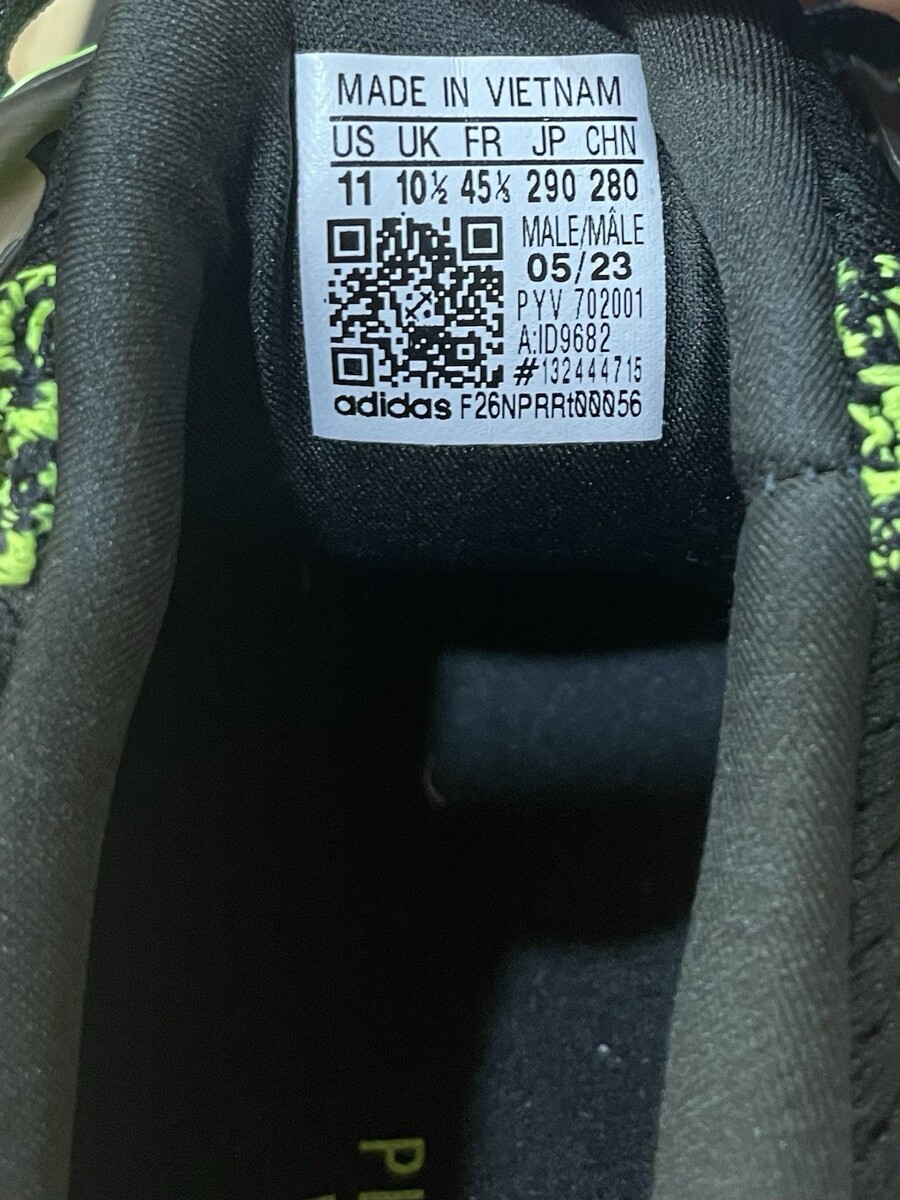 MADE IN VIETNAM
US UK FR JP CHN
11 10½ 45⅓ 290 280
MALE/MÂLE
05/23
PYV 702001
A:ID9682
#132444715
adidas F26NPRRt00056